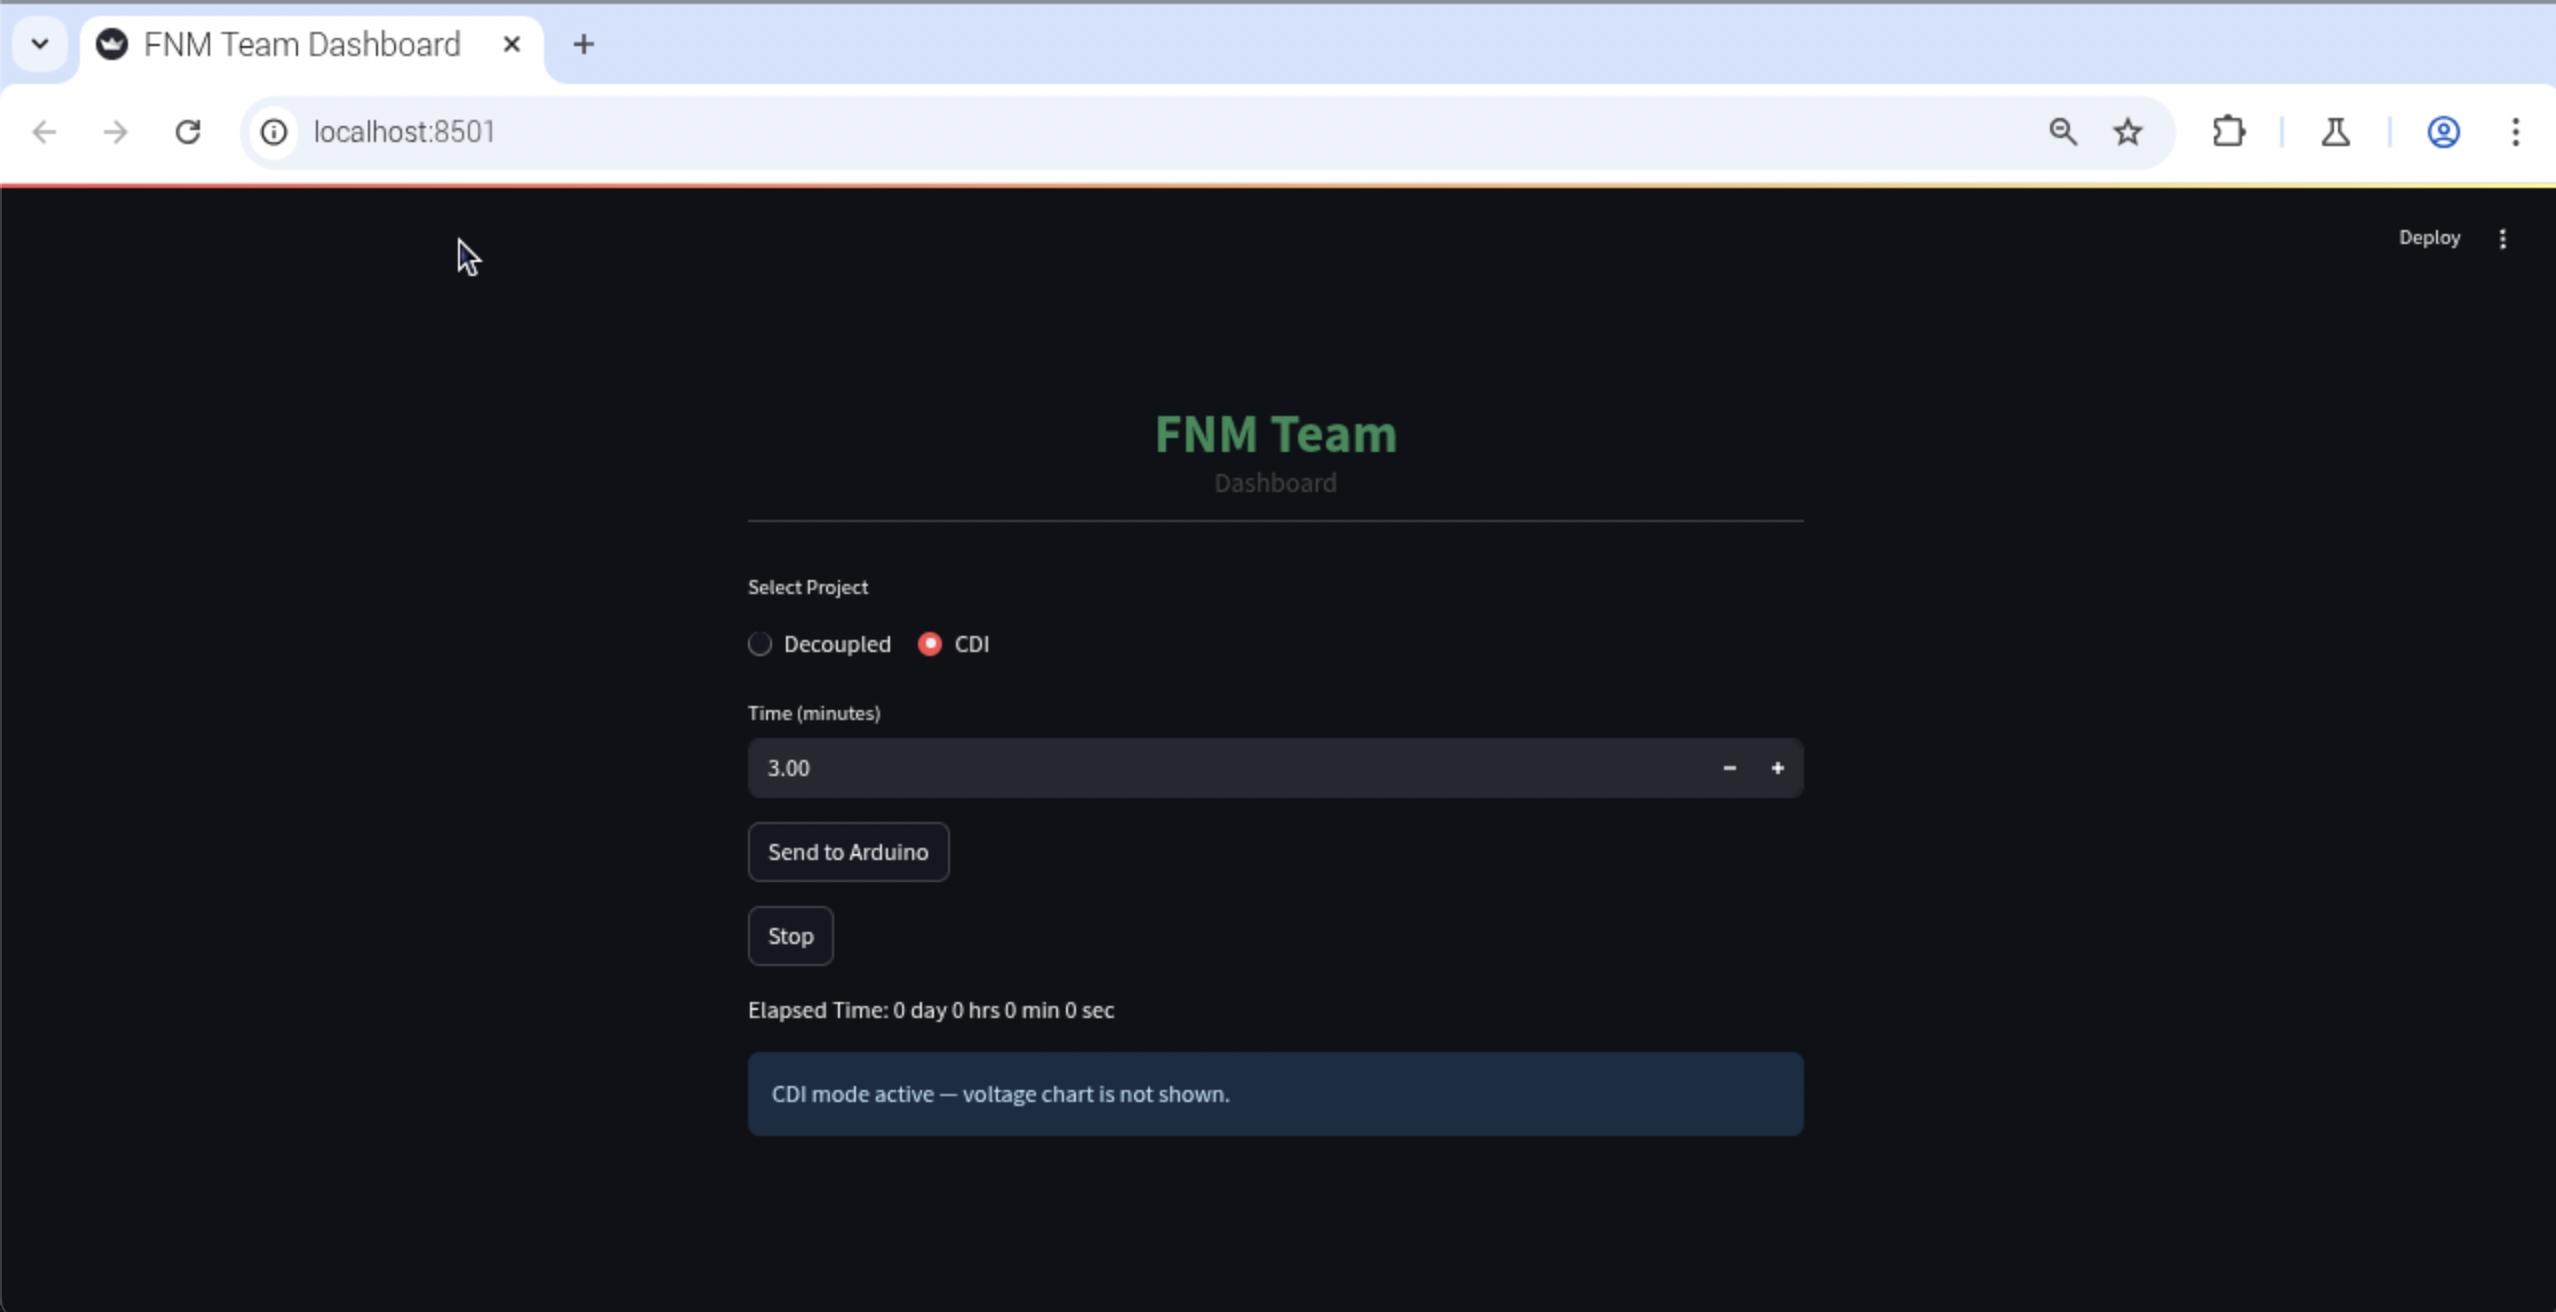 FNM Team Dashboard
localhost:8501
Deploy
FNM Team
Dashboard
Select Project
Decoupled CDI
Time (minutes)
3.00
Send to Arduino
Stop
Elapsed Time: 0 day 0 hrs 0 min 0 sec
CDI mode active — voltage chart is not shown.